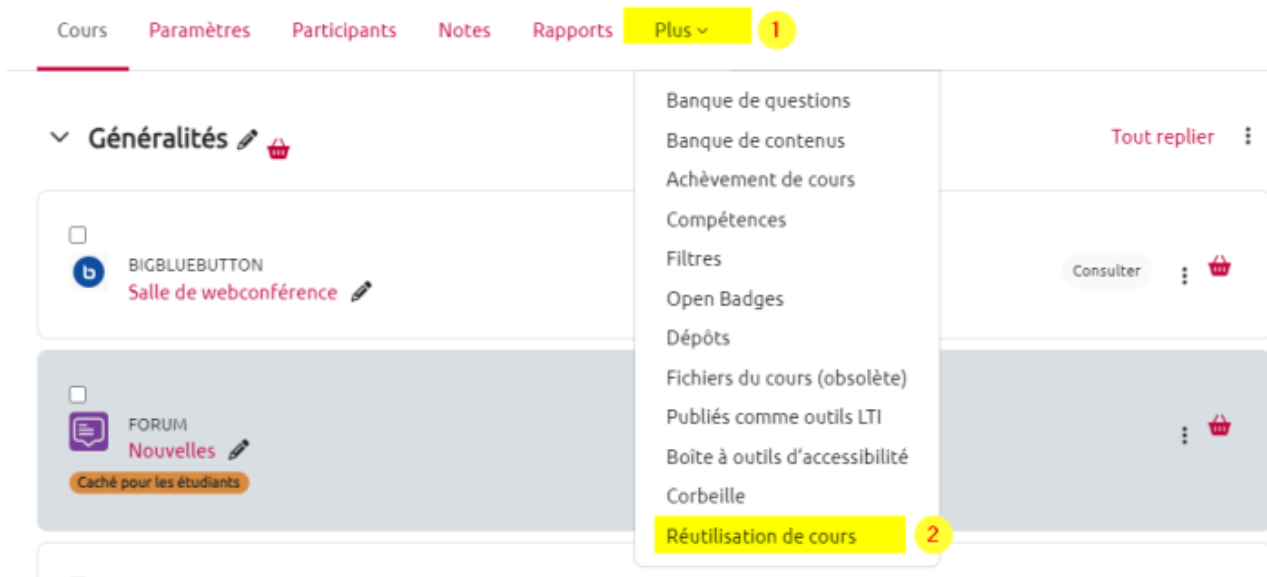 Cours Paramètres Participants Notes Rapports Plus 1
Banque de questions
Généralités
Banque de contenus
Tout replier
Achèvement de cours
Compétences
BIGBLUEBUTTON
Salle de webconférence
Filtres
Consulter
Open Badges
Dépôts
Fichiers du cours (obsolète)
FORUM
Nouvelles
Caché pour les étudiants
Publiés comme outils LTI
Boîte à outils d'accessibilité
Corbeille
Réutilisation de cours 2